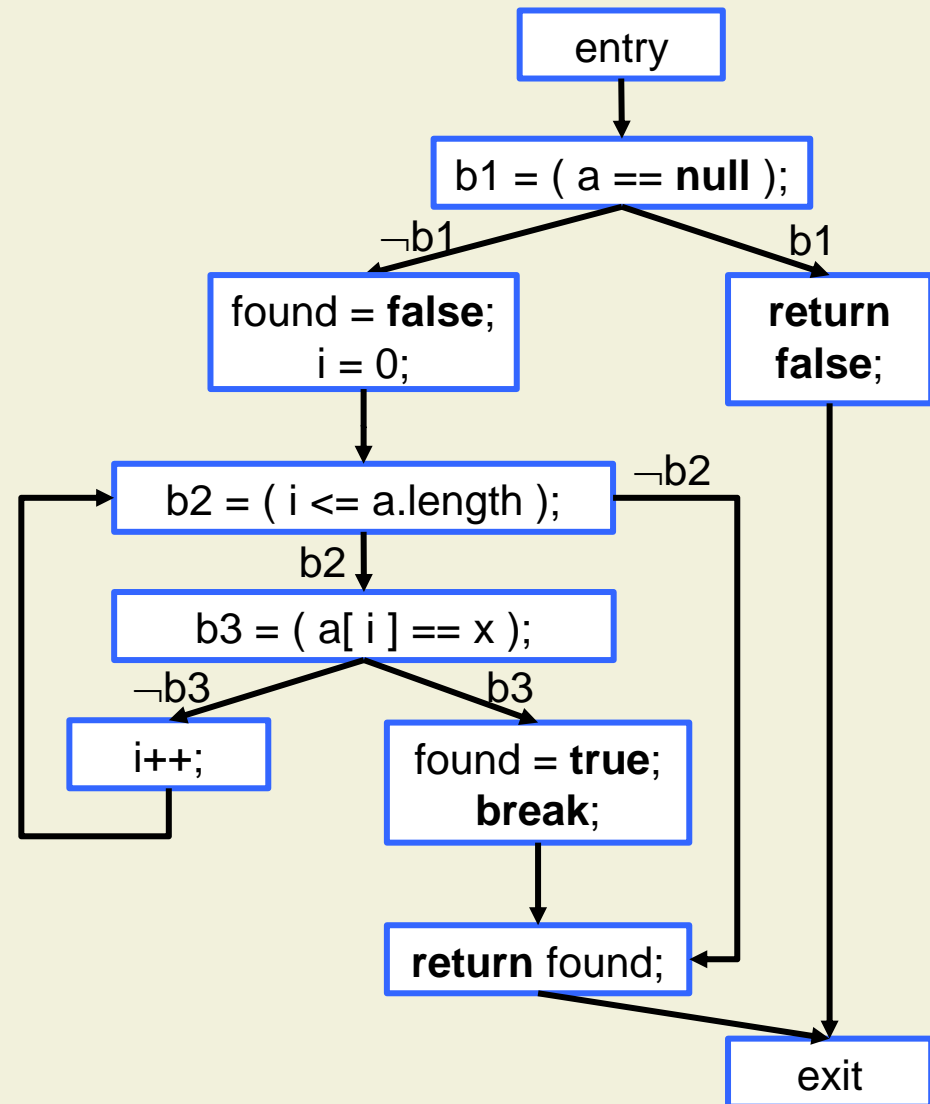 entry
b1 = ( a == null );
¬b1
b1
found = false;
i = 0;
return
false;
b2 = ( i <= a.length );
¬b2
b2
b3 = ( a[ i ] == x );
¬b3
b3
i++;
found = true;
break;
return found;
exit